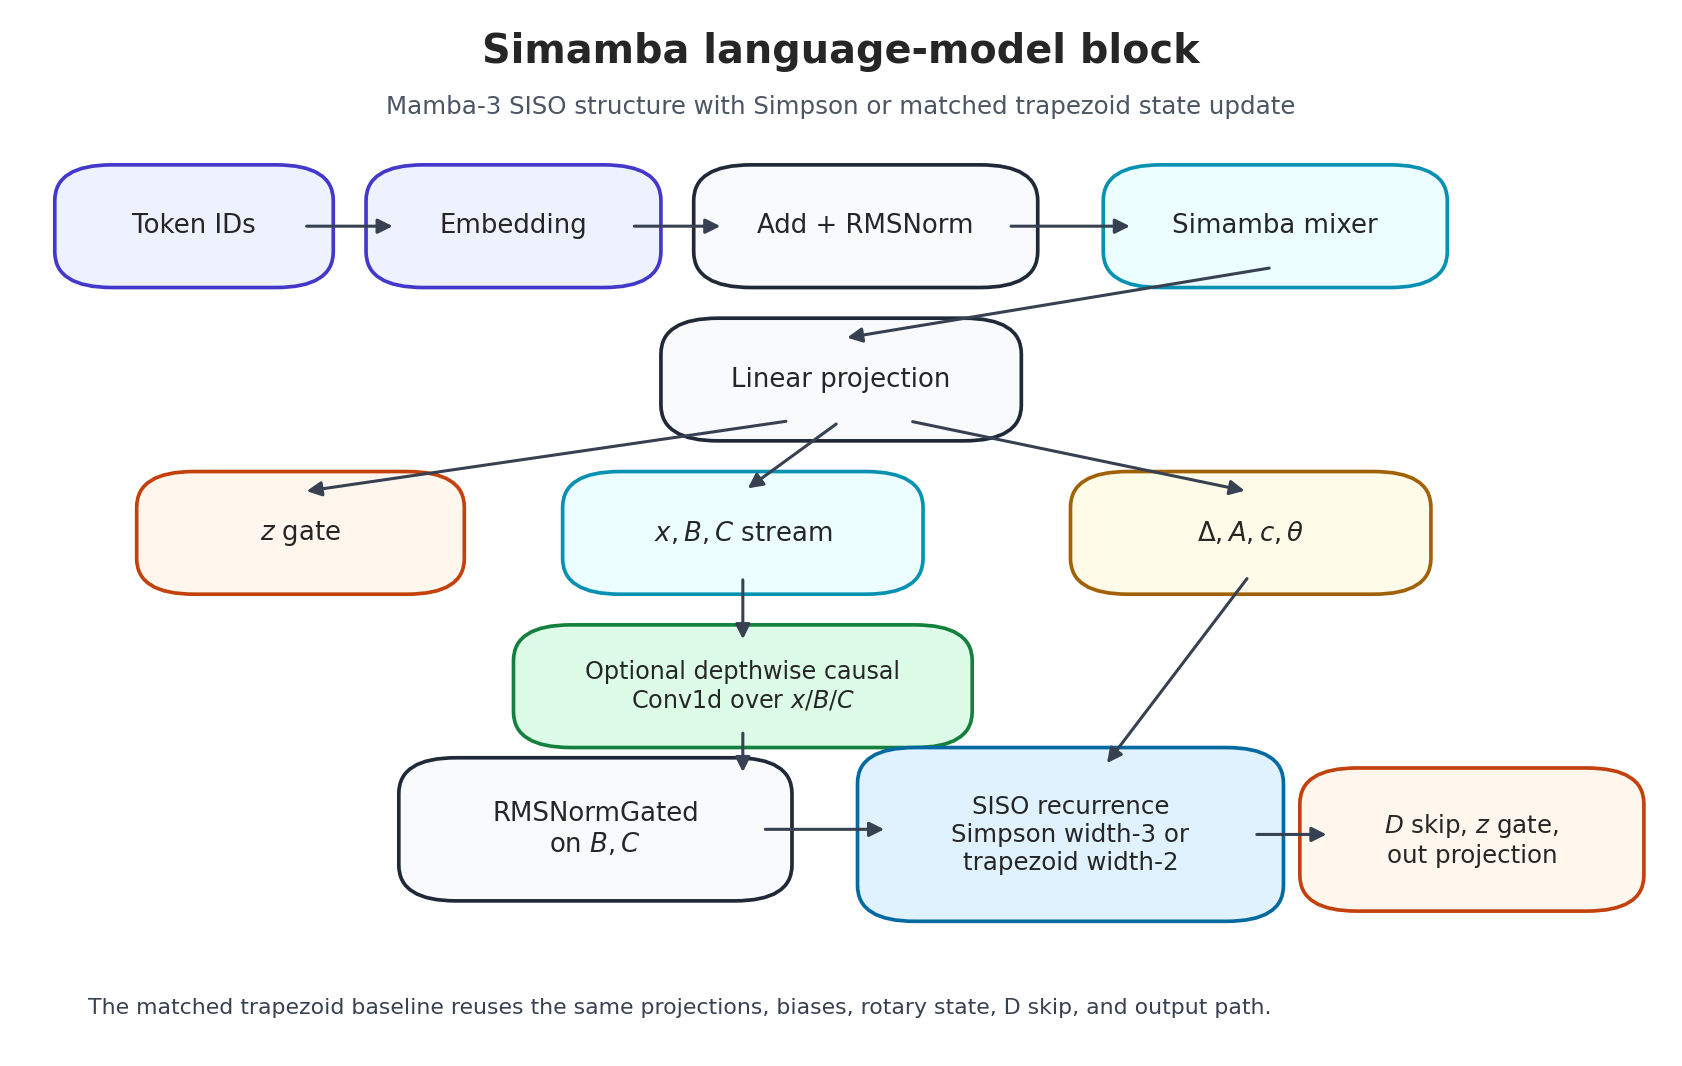 Simamba language-model block
Mamba-3 SISO structure with Simpson or matched trapezoid state update
Token IDs
Embedding
Add + RMSNorm
Simamba mixer
Linear projection
z gate
x, B, C stream
Δ, A, c, θ
Optional depthwise causal
Conv1d over x/B/C
RMSNormGated
on B, C
SISO recurrence
Simpson width-3 or
trapezoid width-2
D skip, z gate,
out projection
The matched trapezoid baseline reuses the same projections, biases, rotary state, D skip, and output path.